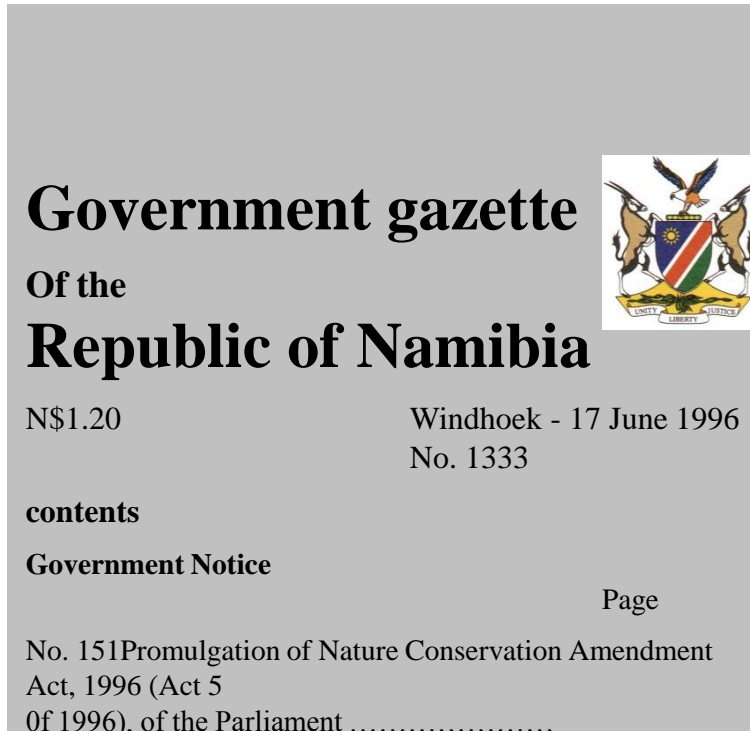 Government gazette
Of the
Republic of Namibia
UNITY LIBERTY JUSTICE
N$1.20 Windhoek - 17 June 1996
No. 1333
contents
Government Notice
Page
No. 151Promulgation of Nature Conservation Amendment
Act, 1996 (Act 5
0f 1996), of the Parliament …………………